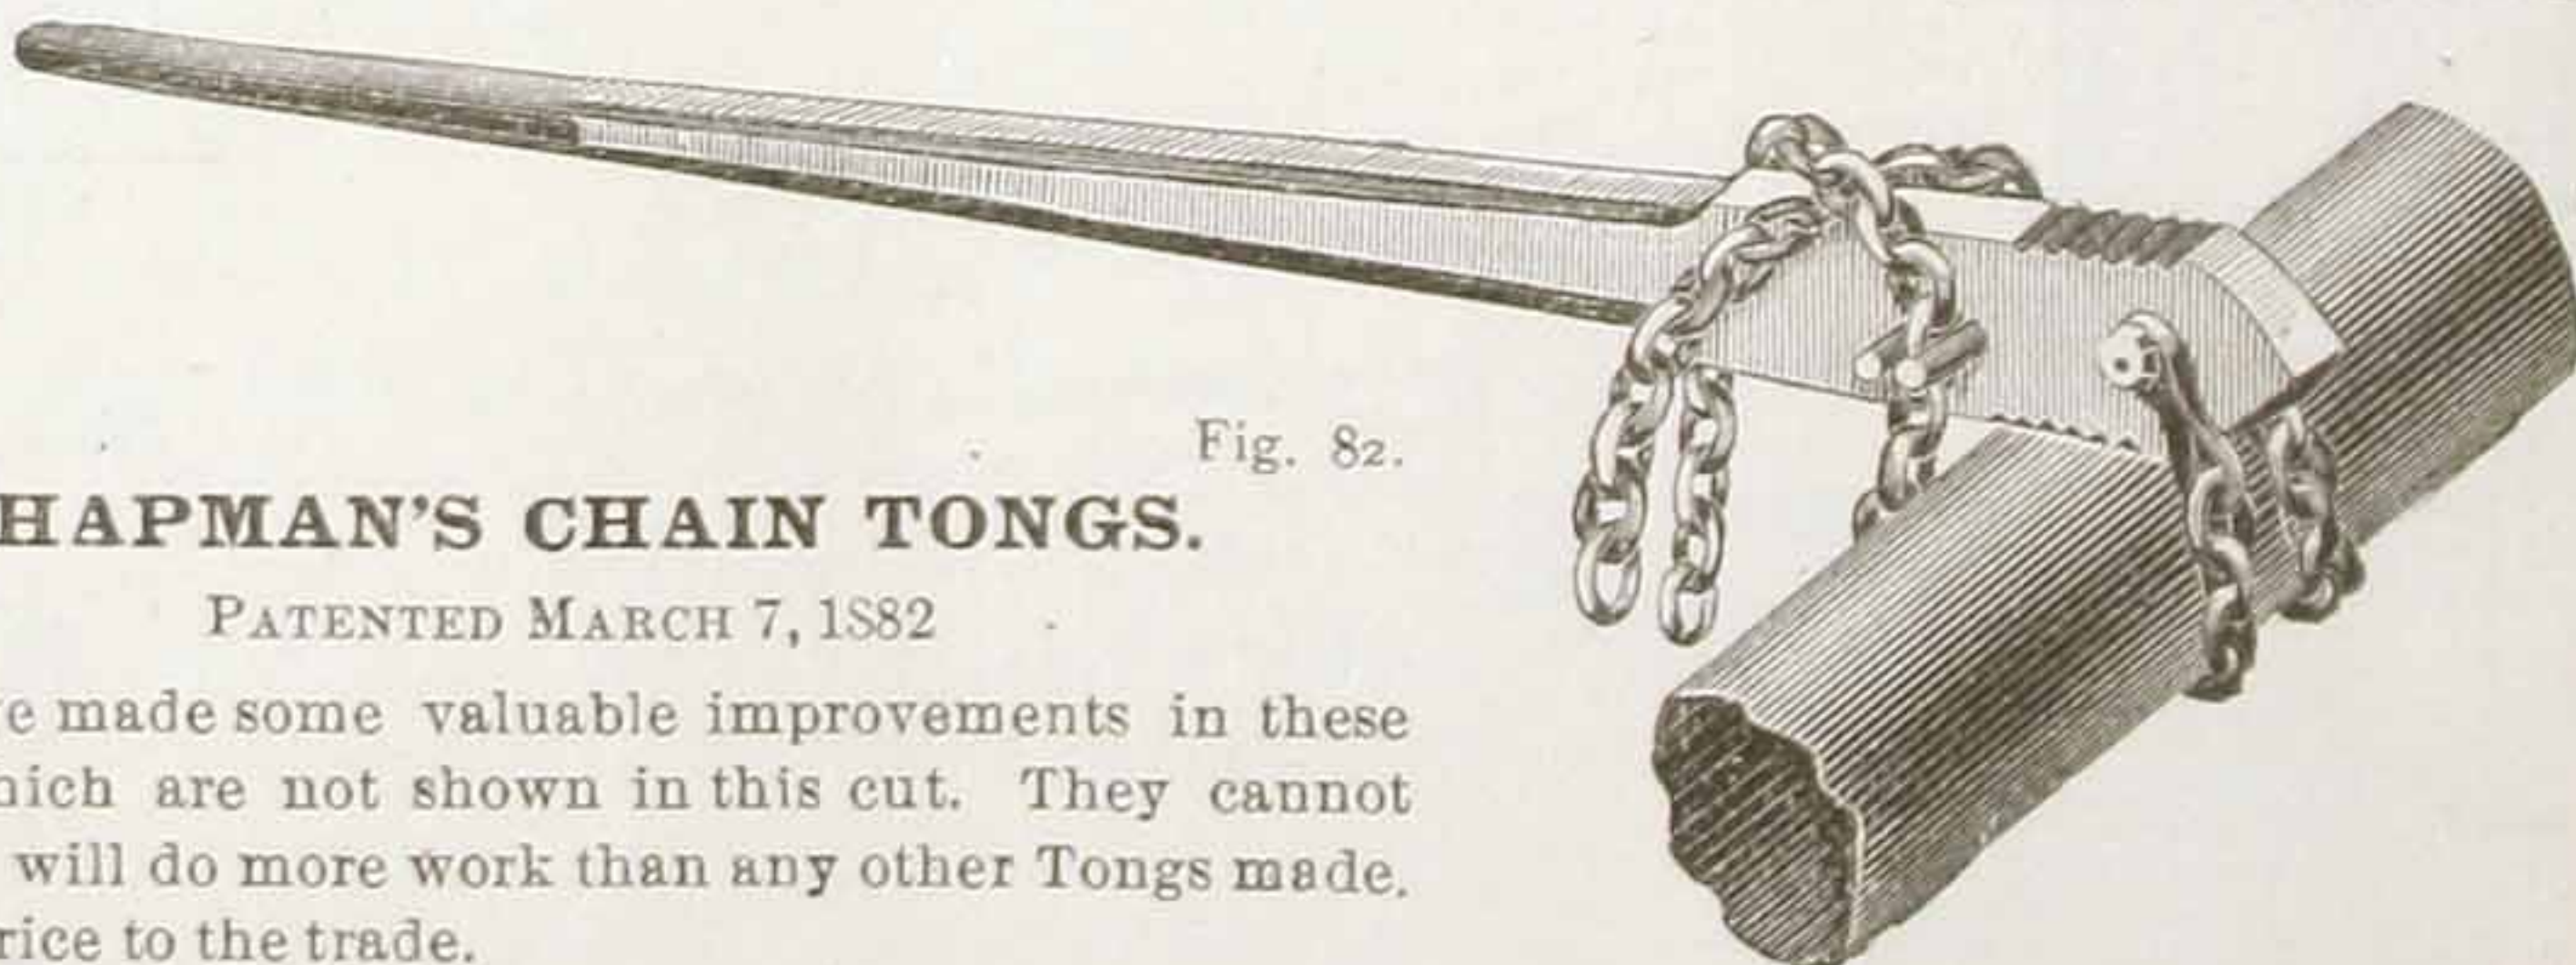 Fig. 82.
HAPMAN'S CHAIN TONGS.
PATENTED MARCH 7, 1882
e made some valuable improvements in these
hich are not shown in this cut. They cannot
will do more work than any other Tongs made.
rice to the trade.